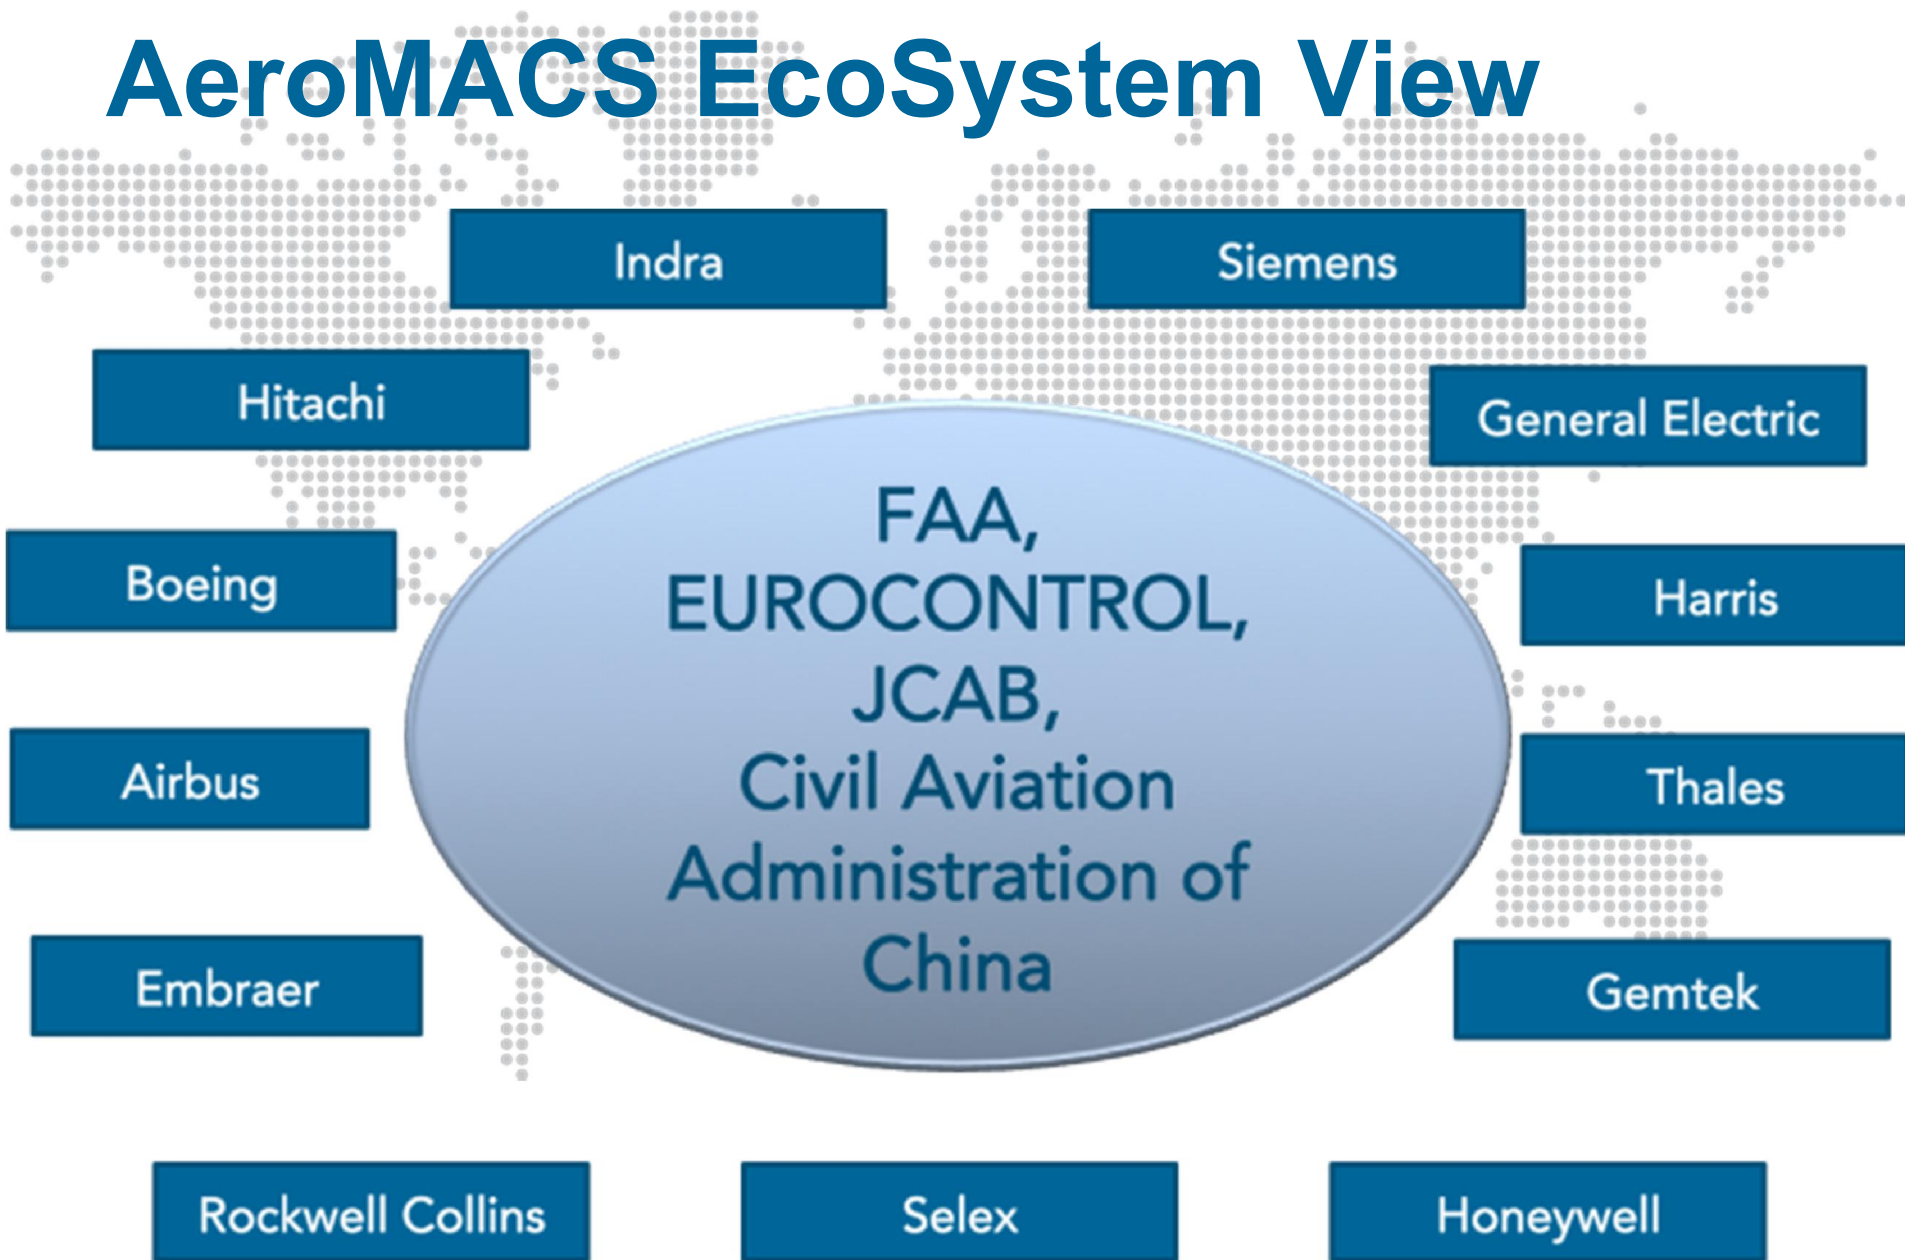 AeroMACS EcoSystem View
Indra
Siemens
Hitachi
General Electric
FAA,
EUROCONTROL,
JCAB,
Civil Aviation
Administration of
China
Boeing
Harris
Airbus
Thales
Embraer
Gemtek
Rockwell Collins
Selex
Honeywell